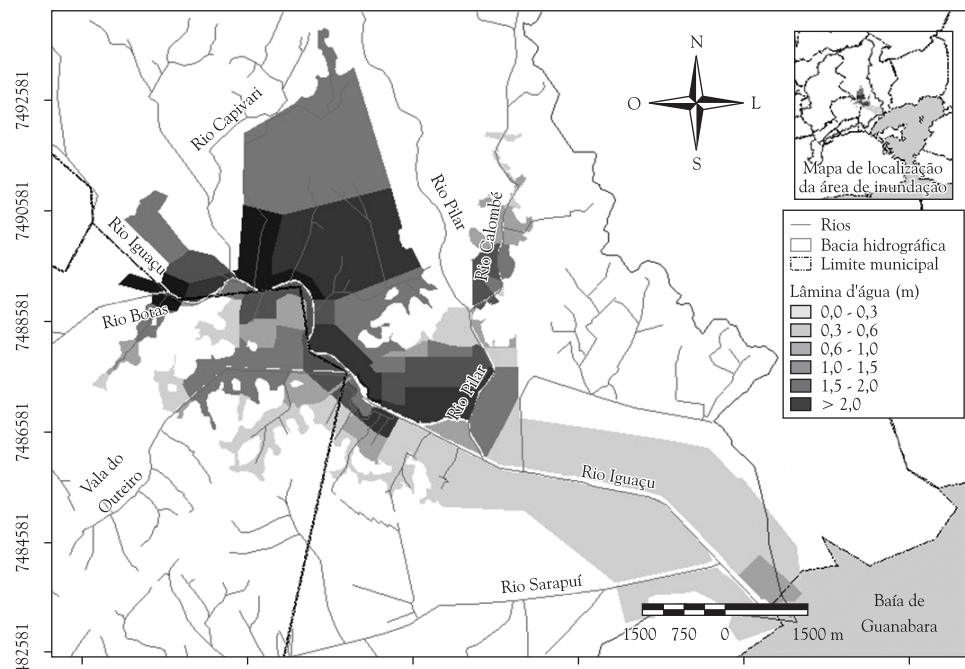 7492581
7490581
7488581
7486581
7484581
482581
Rio Capivari
Rio Pilar
Rio Calombé
Rio Iguaçu
Rio Botas
Rio Pilar
Vala do
Outeiro
Rio Iguaçu
Rio Sarapuí
N
O
L
S
Mapa de localização
da área de inundação
Rios
Bacia hidrográfica
Limite municipal
Lâmina d'água (m)
0,0 - 0,3
0,3 - 0,6
0,6 - 1,0
1,0 - 1,5
1,5 - 2,0
> 2,0
1500 750 0 1500 m
Baía de
Guanabara